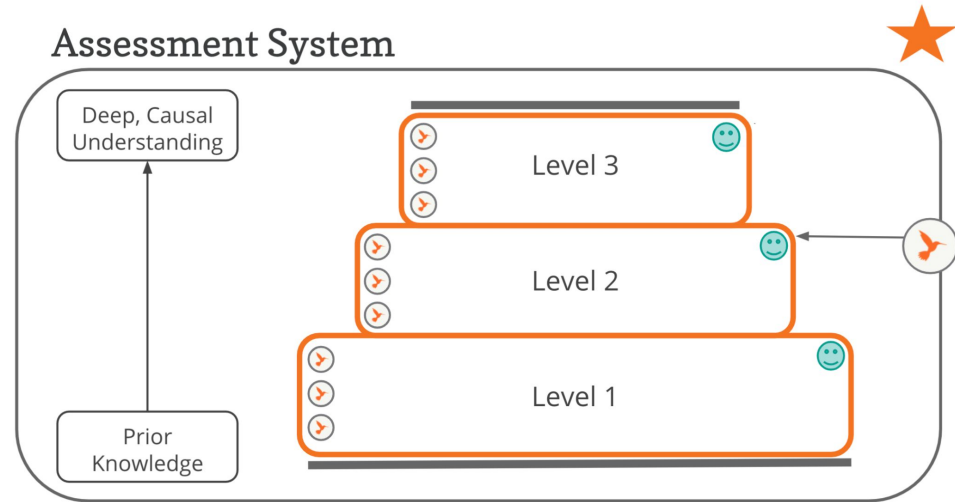 Assessment System
Deep, Causal
Understanding
Level 3
Level 2
Level 1
Prior
Knowledge